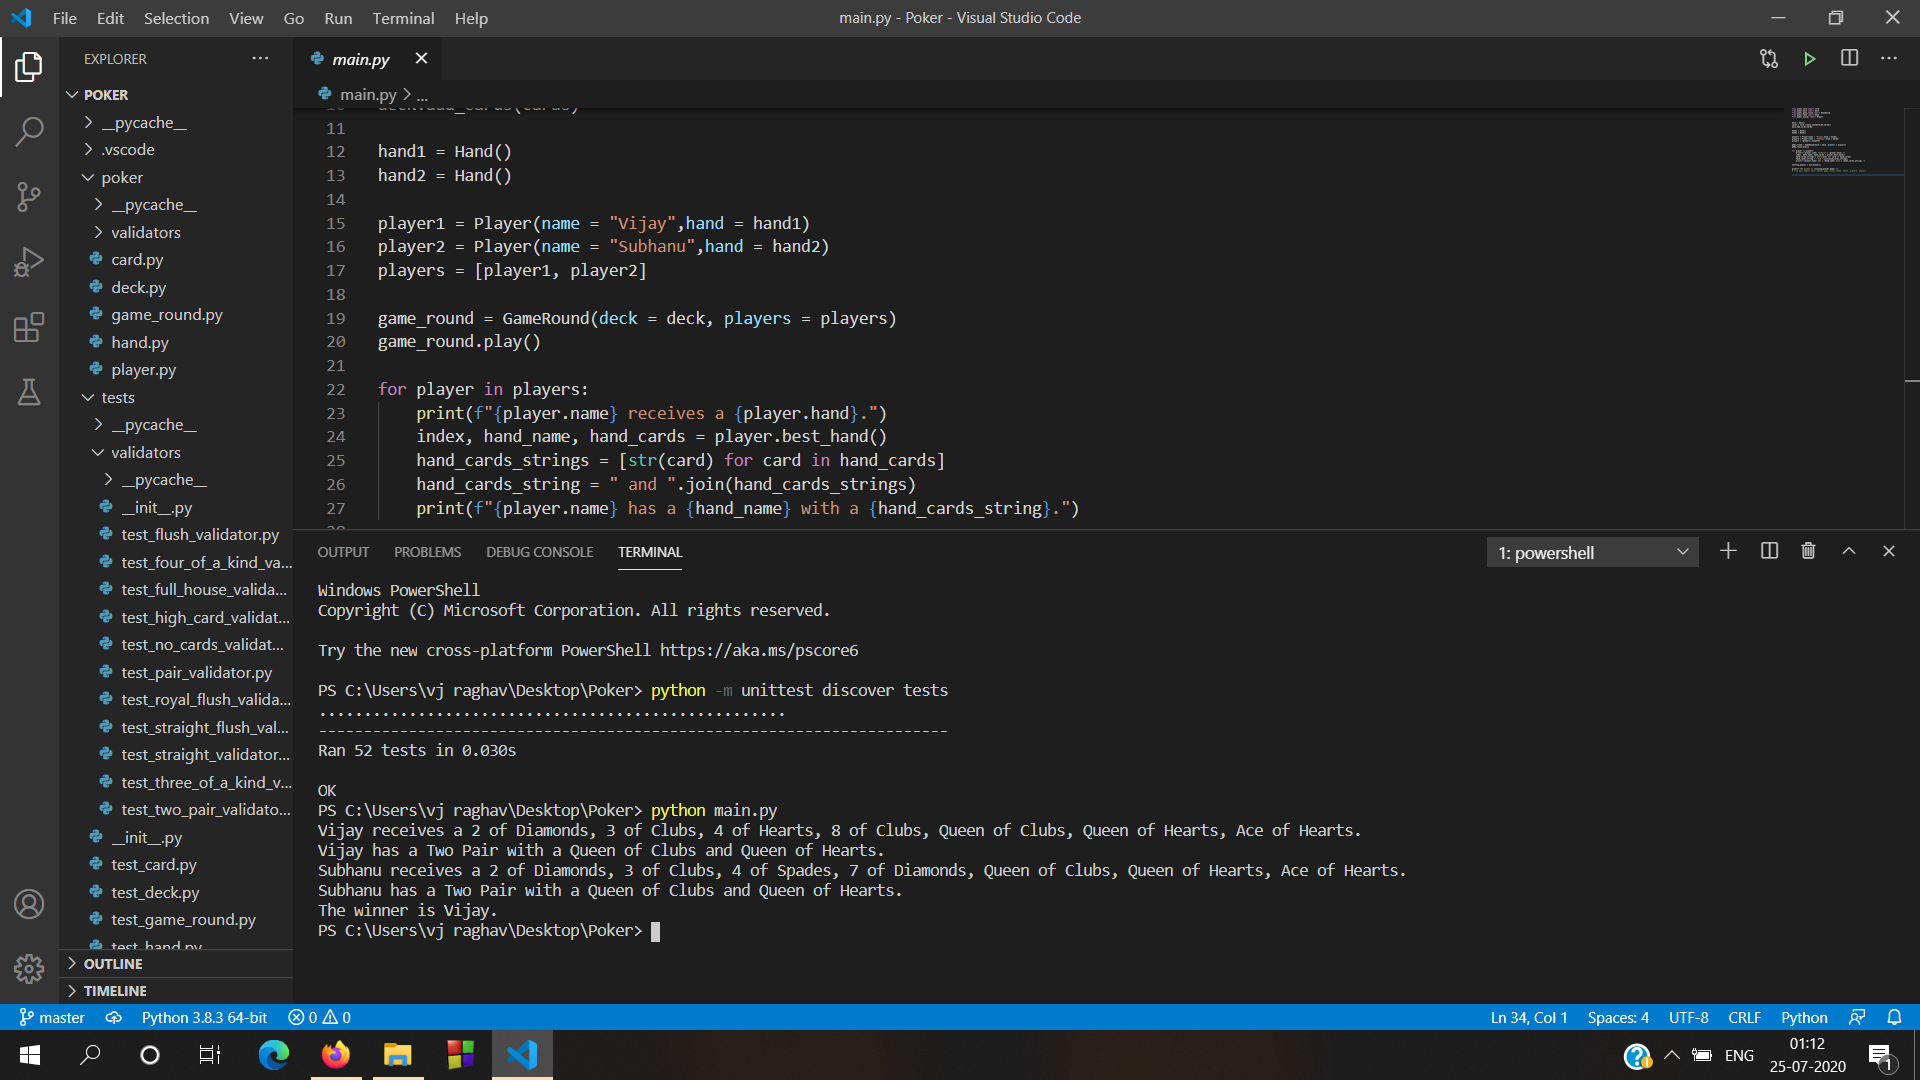 File Edit Selection View Go Run Terminal Help
main.py - Poker - Visual Studio Code
EXPLORER
POKER
__pycache__
.vscode
poker
__pycache__
validators
card.py
deck.py
game_round.py
hand.py
player.py
tests
__pycache__
validators
__pycache__
__init__.py
test_flush_validator.py
test_four_of_a_kind_va...
test_full_house_valida...
test_high_card_validat...
test_no_cards_validat...
test_pair_validator.py
test_royal_flush_valida...
test_straight_flush_val...
test_straight_validator...
test_three_of_a_kind_v...
test_two_pair_validato...
__init__.py
test_card.py
test_deck.py
test_game_round.py
test_hand.py
OUTLINE
TIMELINE
main.py
main.py > ...
11
12 hand1 = Hand()
13 hand2 = Hand()
14
15 player1 = Player(name = "Vijay",hand = hand1)
16 player2 = Player(name = "Subhanu",hand = hand2)
17 players = [player1, player2]
18
19 game_round = GameRound(deck = deck, players = players)
20 game_round.play()
21
22 for player in players:
23 print(f"{player.name} receives a {player.hand}.")
24 index, hand_name, hand_cards = player.best_hand()
25 hand_cards_strings = [str(card) for card in hand_cards]
26 hand_cards_string = " and ".join(hand_cards_strings)
27 print(f"{player.name} has a {hand_name} with a {hand_cards_string}.")
OUTPUT PROBLEMS DEBUG CONSOLE TERMINAL
1: powershell
Windows PowerShell
Copyright (C) Microsoft Corporation. All rights reserved.
Try the new cross-platform PowerShell https://aka.ms/pscore6
PS C:\Users\vj raghav\Desktop\Poker> python -m unittest discover tests
....................................................
----------------------------------------------------------------------
Ran 52 tests in 0.030s
OK
PS C:\Users\vj raghav\Desktop\Poker> python main.py
Vijay receives a 2 of Diamonds, 3 of Clubs, 4 of Hearts, 8 of Clubs, Queen of Clubs, Queen of Hearts, Ace of Hearts.
Vijay has a Two Pair with a Queen of Clubs and Queen of Hearts.
Subhanu receives a 2 of Diamonds, 3 of Clubs, 4 of Spades, 7 of Diamonds, Queen of Clubs, Queen of Hearts, Ace of Hearts.
Subhanu has a Two Pair with a Queen of Clubs and Queen of Hearts.
The winner is Vijay.
PS C:\Users\vj raghav\Desktop\Poker>
master Python 3.8.3 64-bit 0 0
Ln 34, Col 1 Spaces: 4 UTF-8 CRLF Python
ENG
01:12
25-07-2020
1